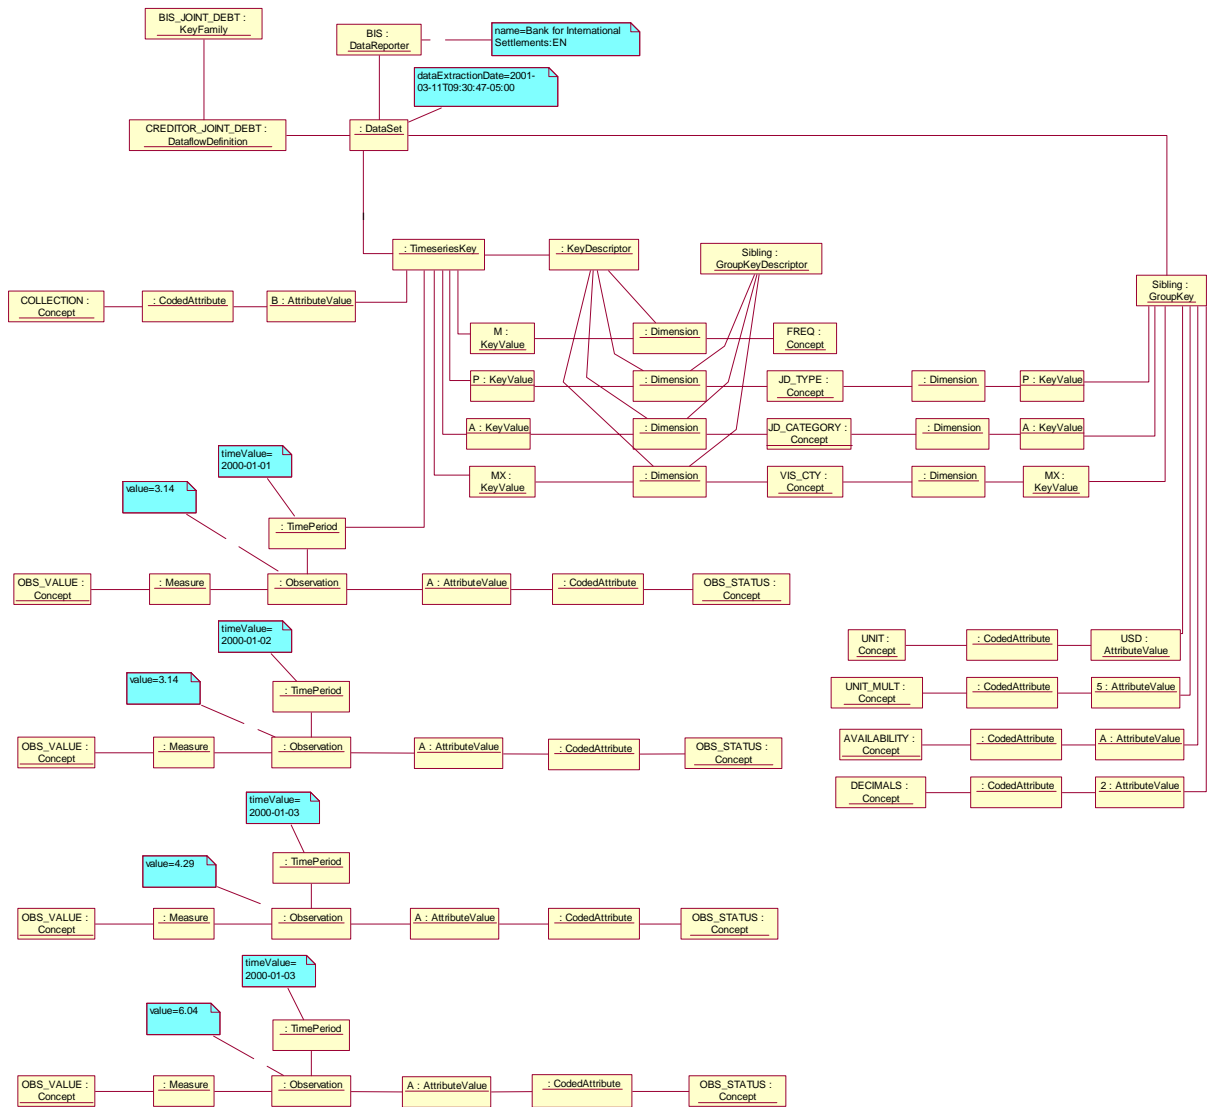 BIS_JOINT_DEBT :
KeyFamily
BIS :
DataReporter
name=Bank for International
Settlements:EN
dataExtractionDate=2001-
03-11T09:30:47-05:00
CREDITOR_JOINT_DEBT :
DataflowDefinition
: DataSet
: TimeseriesKey
: KeyDescriptor
Sibling :
GroupKeyDescriptor
Sibling :
GroupKey
COLLECTION :
Concept
: CodedAttribute
B : AttributeValue
M :
KeyValue
: Dimension
FREQ :
Concept
P : KeyValue
: Dimension
JD_TYPE :
Concept
: Dimension
P : KeyValue
A : KeyValue
: Dimension
JD_CATEGORY :
Concept
: Dimension
A : KeyValue
MX :
KeyValue
: Dimension
VIS_CTY :
Concept
: Dimension
MX :
KeyValue
timeValue=
2000-01-01
value=3.14
: TimePeriod
OBS_VALUE :
Concept
: Measure
: Observation
A : AttributeValue
: CodedAttribute
OBS_STATUS :
Concept
timeValue=
2000-01-02
value=3.14
: TimePeriod
OBS_VALUE :
Concept
: Measure
: Observation
A : AttributeValue
: CodedAttribute
OBS_STATUS :
Concept
UNIT :
Concept
: CodedAttribute
USD :
AttributeValue
UNIT_MULT :
Concept
: CodedAttribute
5 : AttributeValue
AVAILABILITY :
Concept
: CodedAttribute
A : AttributeValue
DECIMALS :
Concept
: CodedAttribute
2 : AttributeValue
timeValue=
2000-01-03
value=4.29
: TimePeriod
OBS_VALUE :
Concept
: Measure
: Observation
A : AttributeValue
: CodedAttribute
OBS_STATUS :
Concept
timeValue=
2000-01-03
value=6.04
: TimePeriod
OBS_VALUE :
Concept
: Measure
: Observation
A : AttributeValue
: CodedAttribute
OBS_STATUS :
Concept